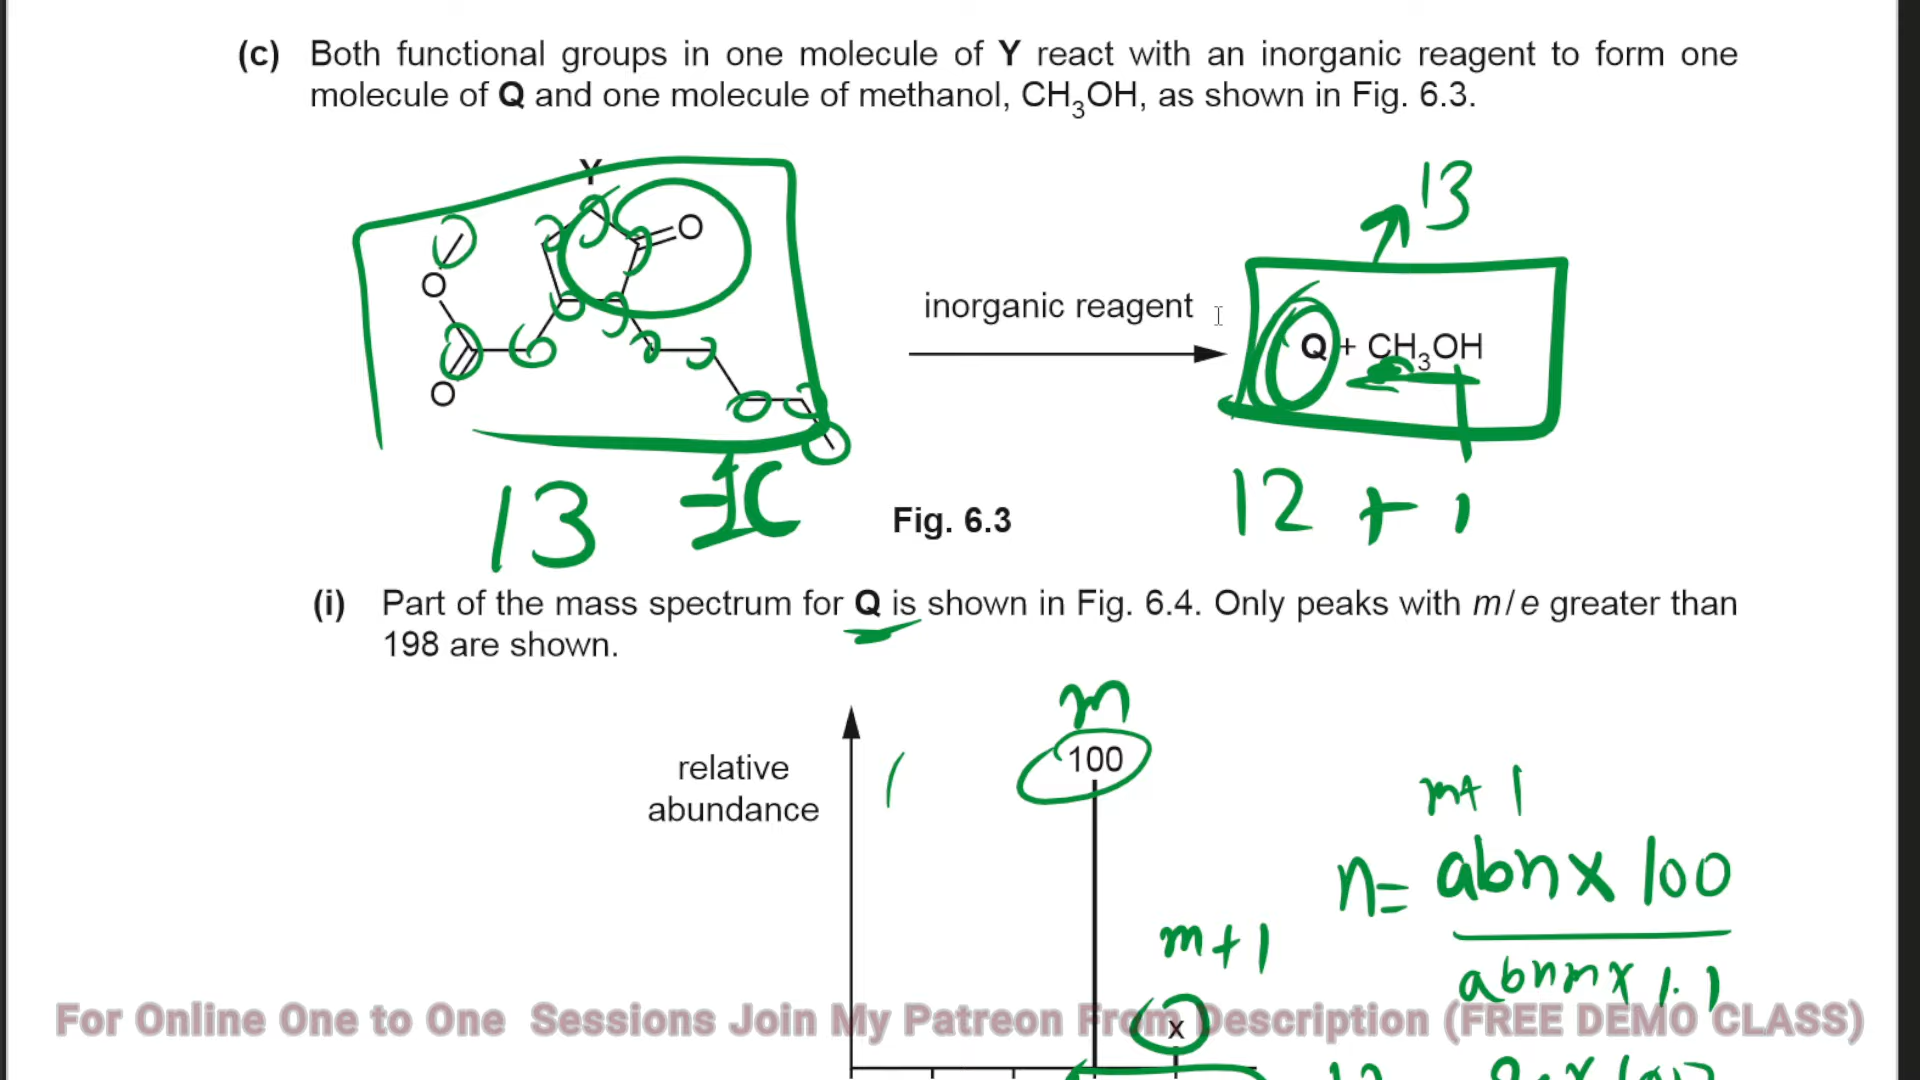 (c) Both functional groups in one molecule of Y react with an inorganic reagent to form one
molecule of Q and one molecule of methanol, CH3OH, as shown in Fig. 6.3.
Y
O
O
O
inorganic reagent
13
Q + CH3OH
13 -1C
12 + 1
Fig. 6.3
(i) Part of the mass spectrum for Q is shown in Fig. 6.4. Only peaks with m/e greater than
198 are shown.
relative
abundance
m
100
m+1
x
m+1
n= abn x 100
abnm x 1.1
For Online One to One Sessions Join My Patreon From Description (FREE DEMO CLASS)